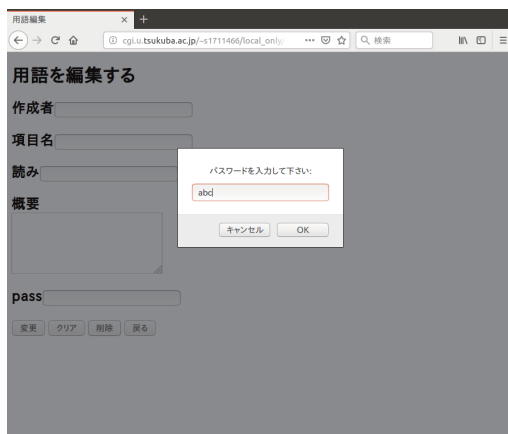 用語編集 × +
cgi.u.tsukuba.ac.jp/~s1711466/local_only/ 検索
用語を編集する
作成者
項目名
読み
パスワードを入力して下さい:
abc
キャンセル OK
概要
pass
変更 クリア 削除 戻る